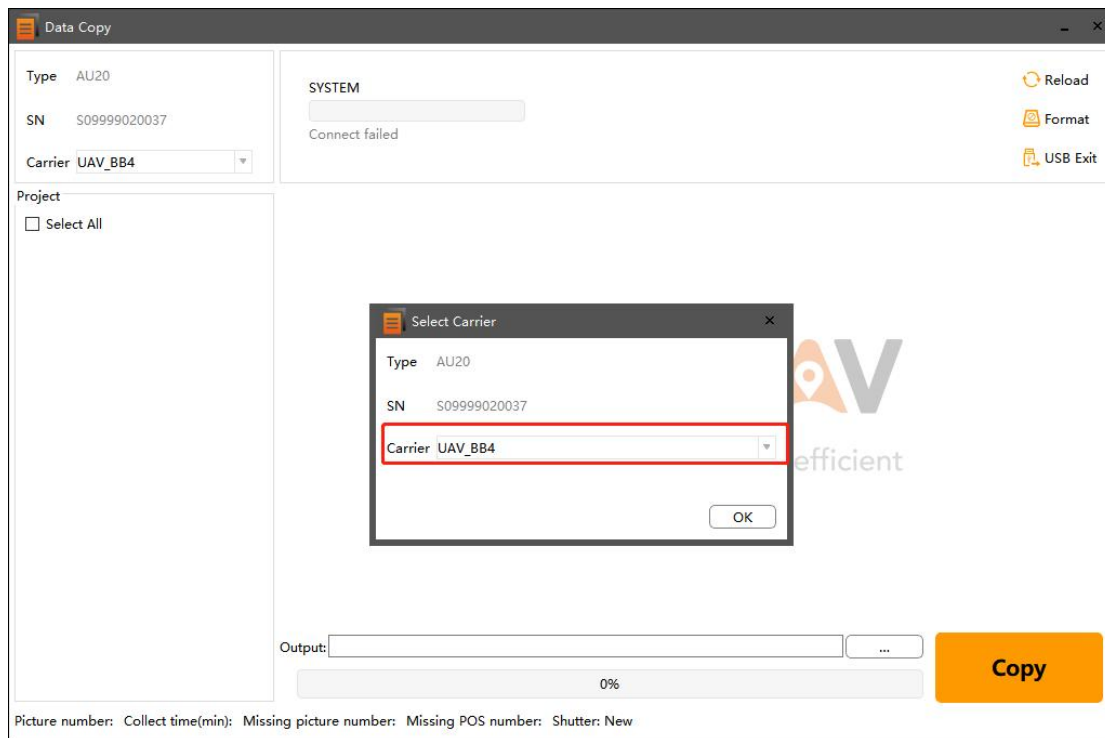 Data Copy
Type AU20
SN S09999020037
Carrier UAV_BB4
SYSTEM
Connect failed
Reload
Format
USB Exit
Project
Select All
Select Carrier
Type AU20
SN S09999020037
Carrier UAV_BB4
OK
AV
efficient
Output:
...
0%
Copy
Picture number: Collect time(min): Missing picture number: Missing POS number: Shutter: New